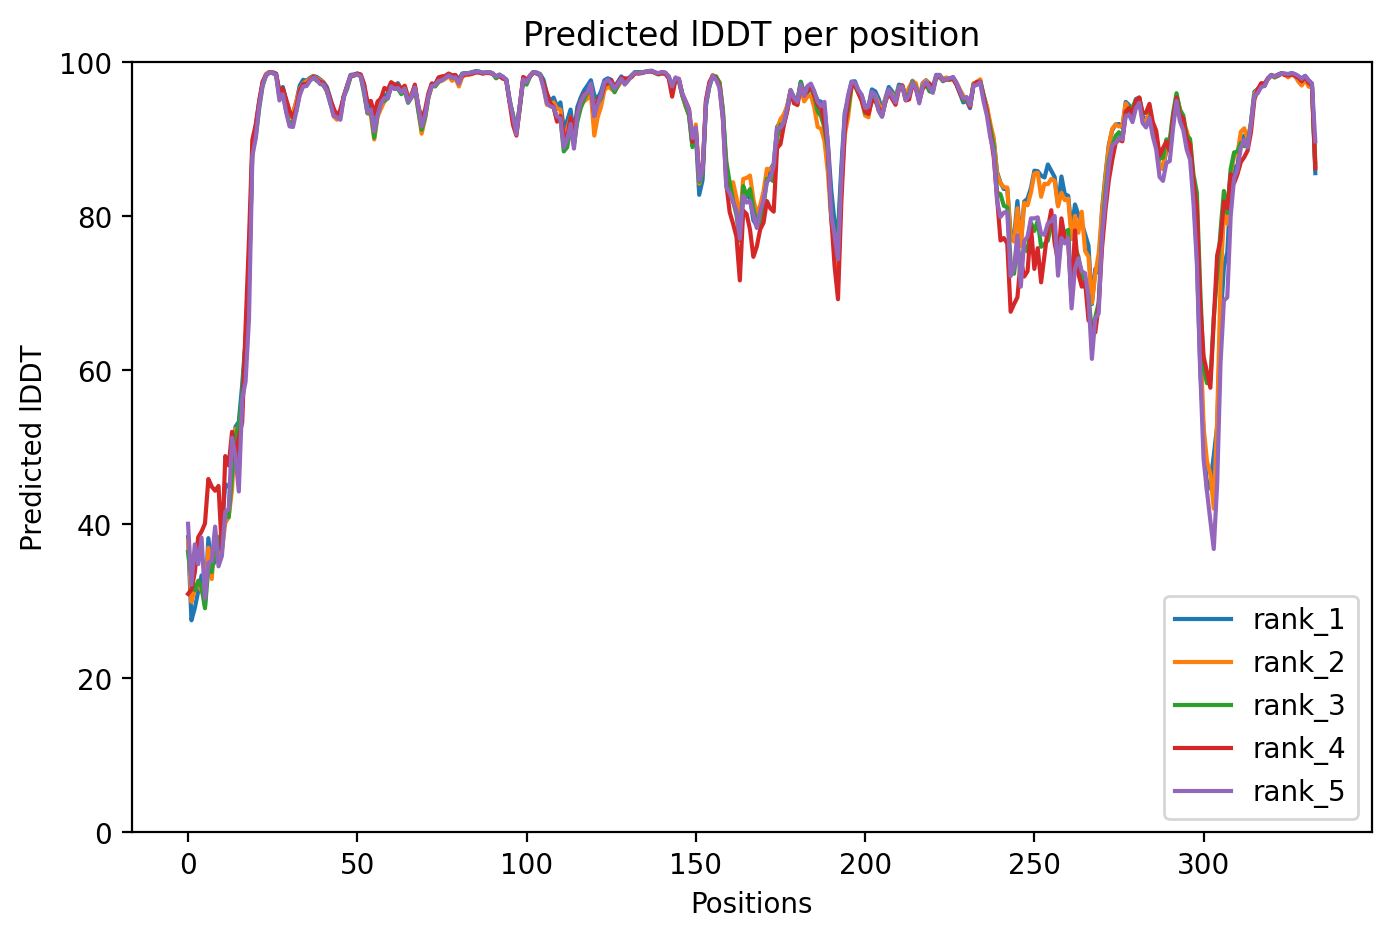 Predicted lDDT per position
100
80
60
40
20
0
Predicted lDDT
0 50 100 150 200 250 300
Positions
rank_1
rank_2
rank_3
rank_4
rank_5